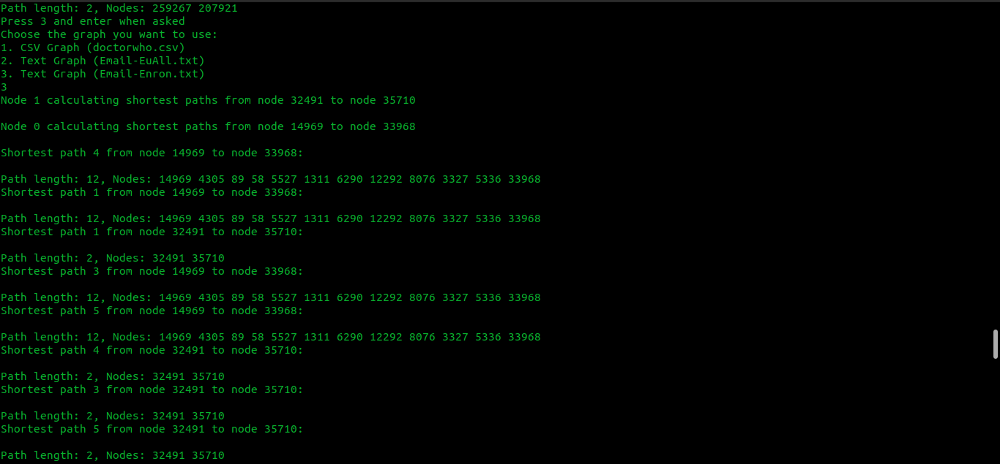 Path length: 2, Nodes: 259267 207921
Press 3 and enter when asked
Choose the graph you want to use:
1. CSV Graph (doctorwho.csv)
2. Text Graph (Email-EuAll.txt)
3. Text Graph (Email-Enron.txt)
3
Node 1 calculating shortest paths from node 32491 to node 35710
Node 0 calculating shortest paths from node 14969 to node 33968
Shortest path 4 from node 14969 to node 33968:
Path length: 12, Nodes: 14969 4305 89 58 5527 1311 6290 12292 8076 3327 5336 33968
Shortest path 1 from node 14969 to node 33968:
Path length: 12, Nodes: 14969 4305 89 58 5527 1311 6290 12292 8076 3327 5336 33968
Shortest path 1 from node 32491 to node 35710:
Path length: 2, Nodes: 32491 35710
Shortest path 3 from node 14969 to node 33968:
Path length: 12, Nodes: 14969 4305 89 58 5527 1311 6290 12292 8076 3327 5336 33968
Shortest path 5 from node 14969 to node 33968:
Path length: 12, Nodes: 14969 4305 89 58 5527 1311 6290 12292 8076 3327 5336 33968
Shortest path 4 from node 32491 to node 35710:
Path length: 2, Nodes: 32491 35710
Shortest path 3 from node 32491 to node 35710:
Path length: 2, Nodes: 32491 35710
Shortest path 5 from node 32491 to node 35710:
Path length: 2, Nodes: 32491 35710